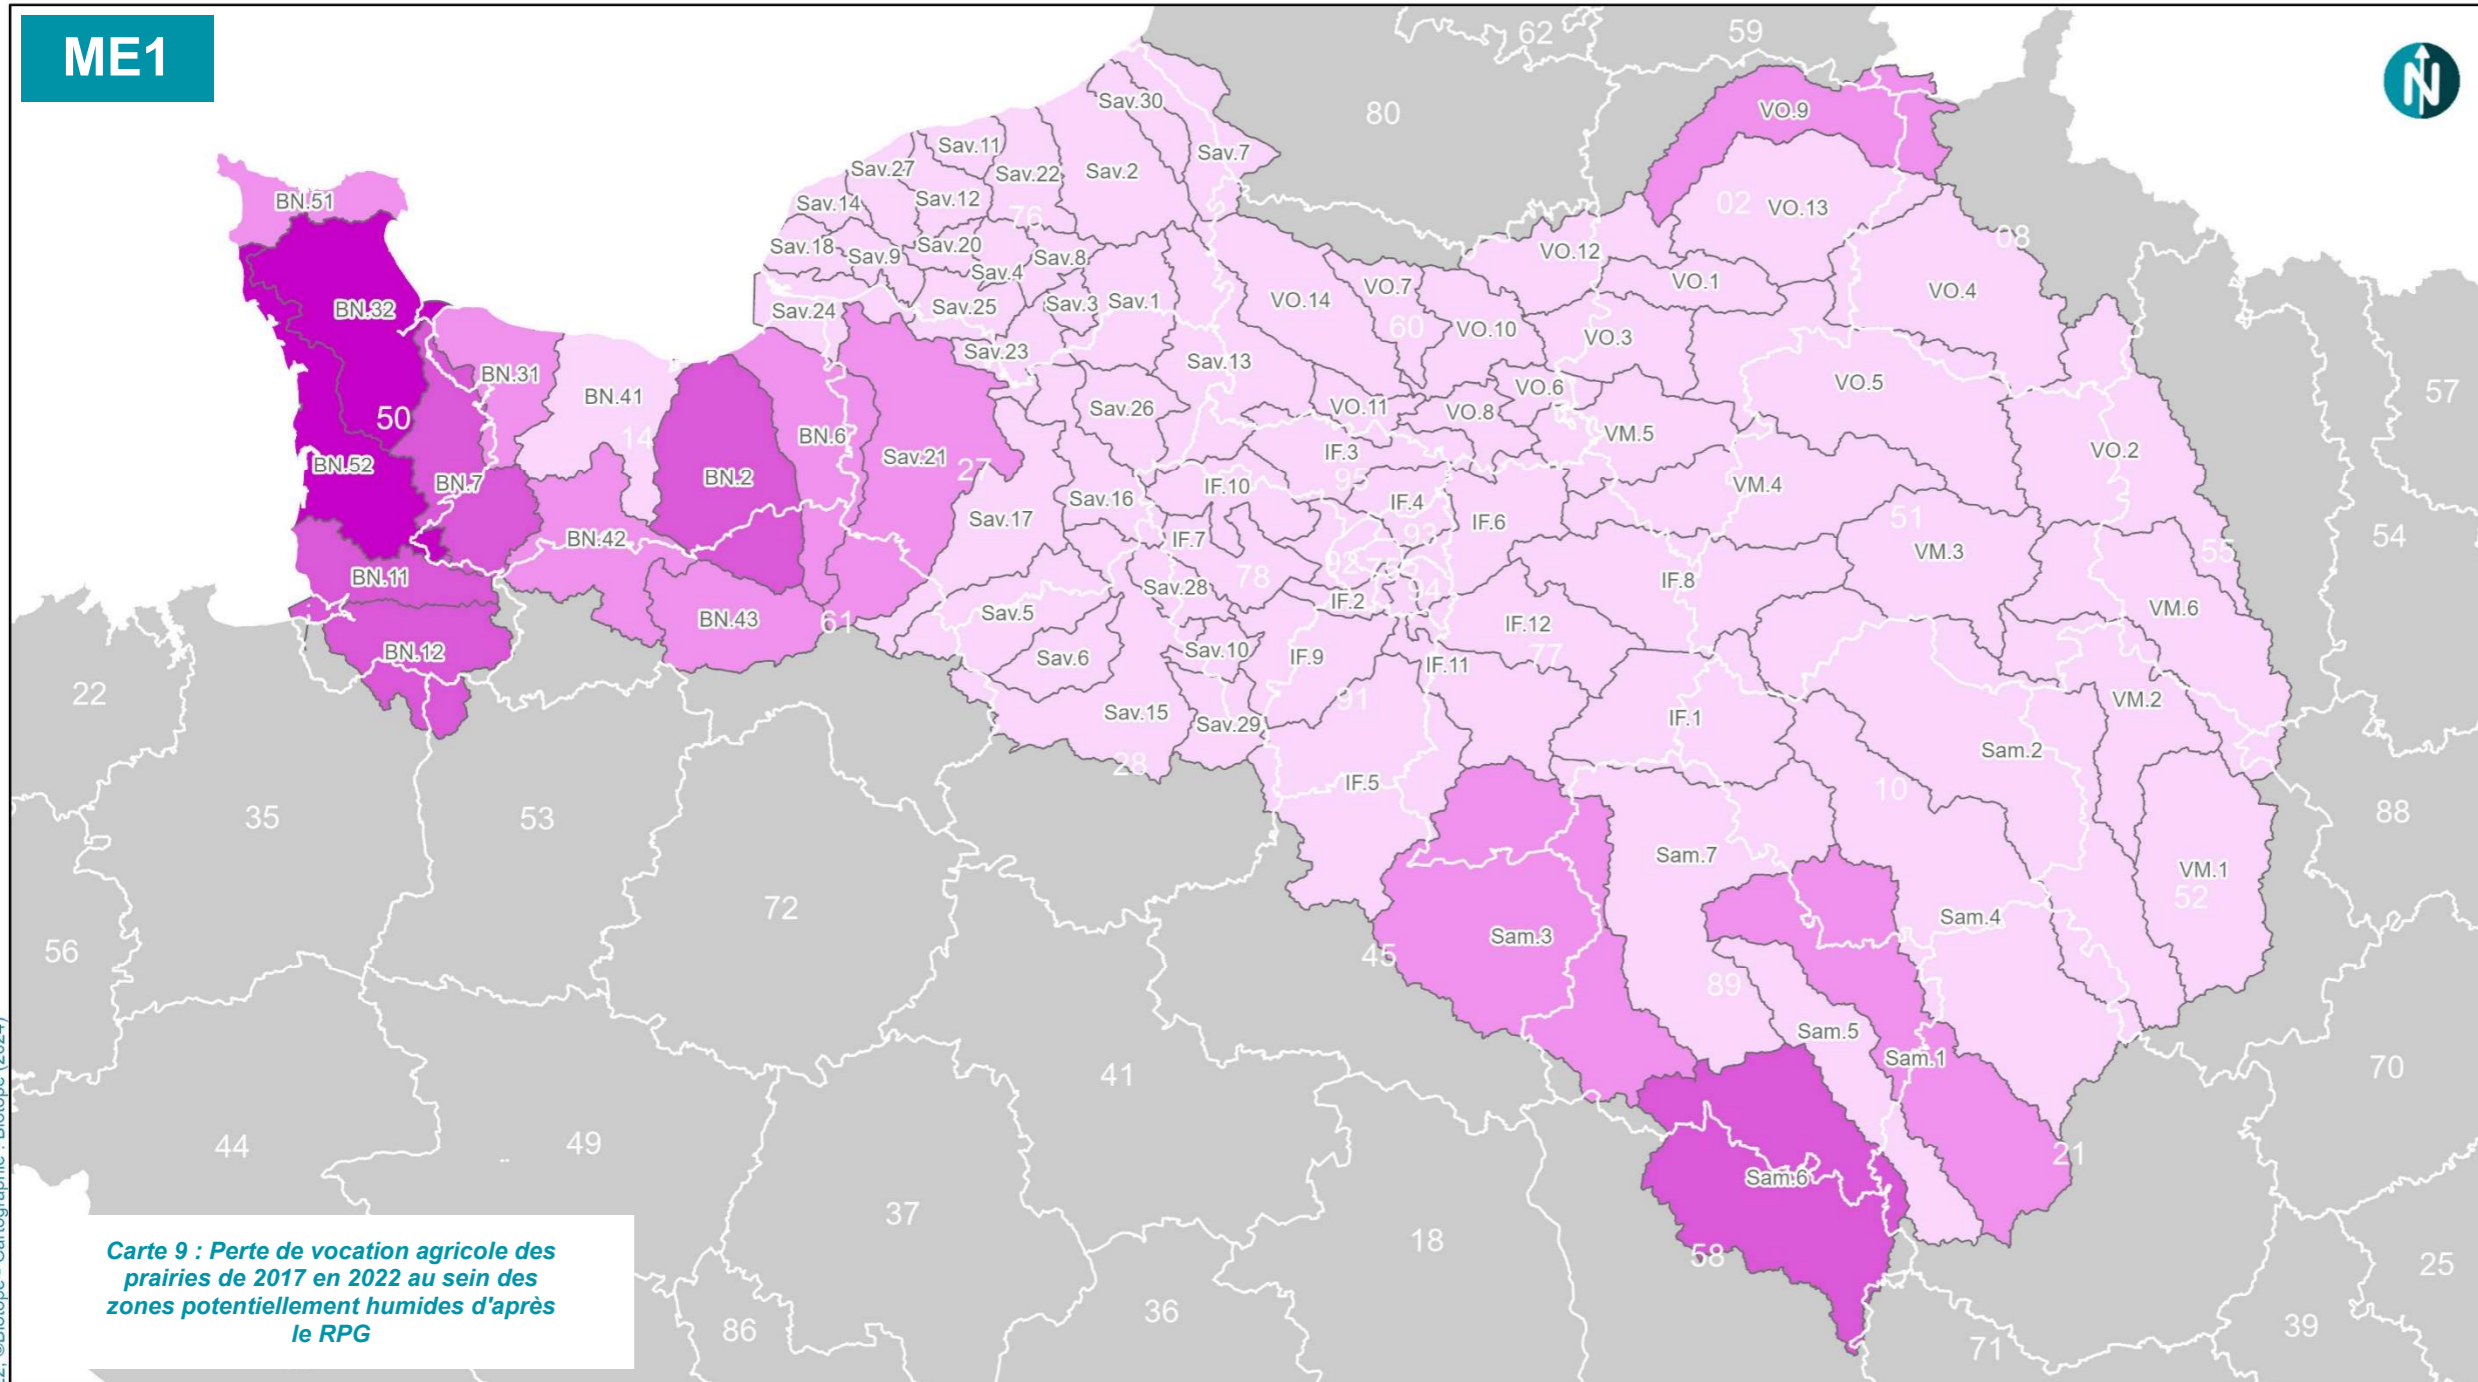 ME1
N
62
59
80
Sav.30
VO.9
Sav.11
Sav.7
Sav.27
Sav.22
Sav.2
BN.51
Sav.14
Sav.12
76
02
VO.13
08
Sav.18
Sav.9
Sav.20
Sav.4
Sav.8
VO.12
VO.7
VO.1
VO.4
BN.32
Sav.24
Sav.25
Sav.3
Sav.1
VO.14
60
VO.10
VO.3
Sav.23
Sav.13
BN.31
BN.41
VO.6
VO.5
57
50
14
BN.6
Sav.26
VO.11
VO.8
VM.5
BN.52
BN.7
BN.2
Sav.21
27
IF.3
95
VO.2
Sav.16
IF.10
IF.4
VM.4
Sav.17
IF.6
51
BN.42
IF.7
93
VM.3
55
54
BN.11
92
75
78
94
IF.8
Sav.28
IF.2
BN.43
61
Sav.5
IF.12
VM.6
BN.12
Sav.6
Sav.10
IF.9
IF.11
77
22
91
VM.2
Sav.15
Sav.29
IF.1
28
Sam.2
IF.5
10
35
53
88
Sam.7
VM.1
52
72
Sam.4
56
Sam.3
45
89
Sam.5
Sam.1
70
41
44
49
21
Sam.6
37
18
58
25
36
86
39
71
Carte 9 : Perte de vocation agricole des
prairies de 2017 en 2022 au sein des
zones potentiellement humides d'après
le RPG
©Biotope - Cartographie : Biotope (2024)